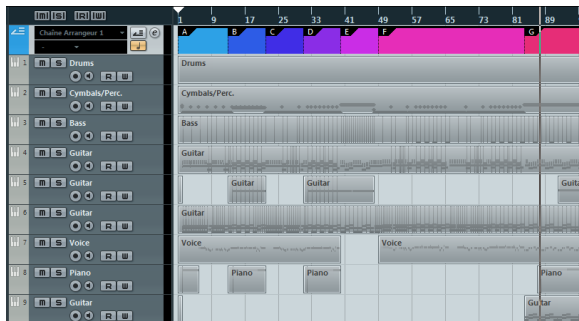 M S R W 1 9 17 25 33 41 49 57 65 73 81 89
Chaîne Arrangeur 1 e A B C D E F G
-
1 M S Drums Drums
R W
2 M S Cymbals/Perc. Cymbals/Perc.
R W
3 M S Bass Bass
R W
4 M S Guitar Guitar
R W
5 M S Guitar Guitar Guitar Guita
R W
6 M S Guitar Guitar
R W
7 M S Voice Voice Voice
R W
8 M S Piano Piano Piano Piano
R W
9 M S Guitar Guitar
R W